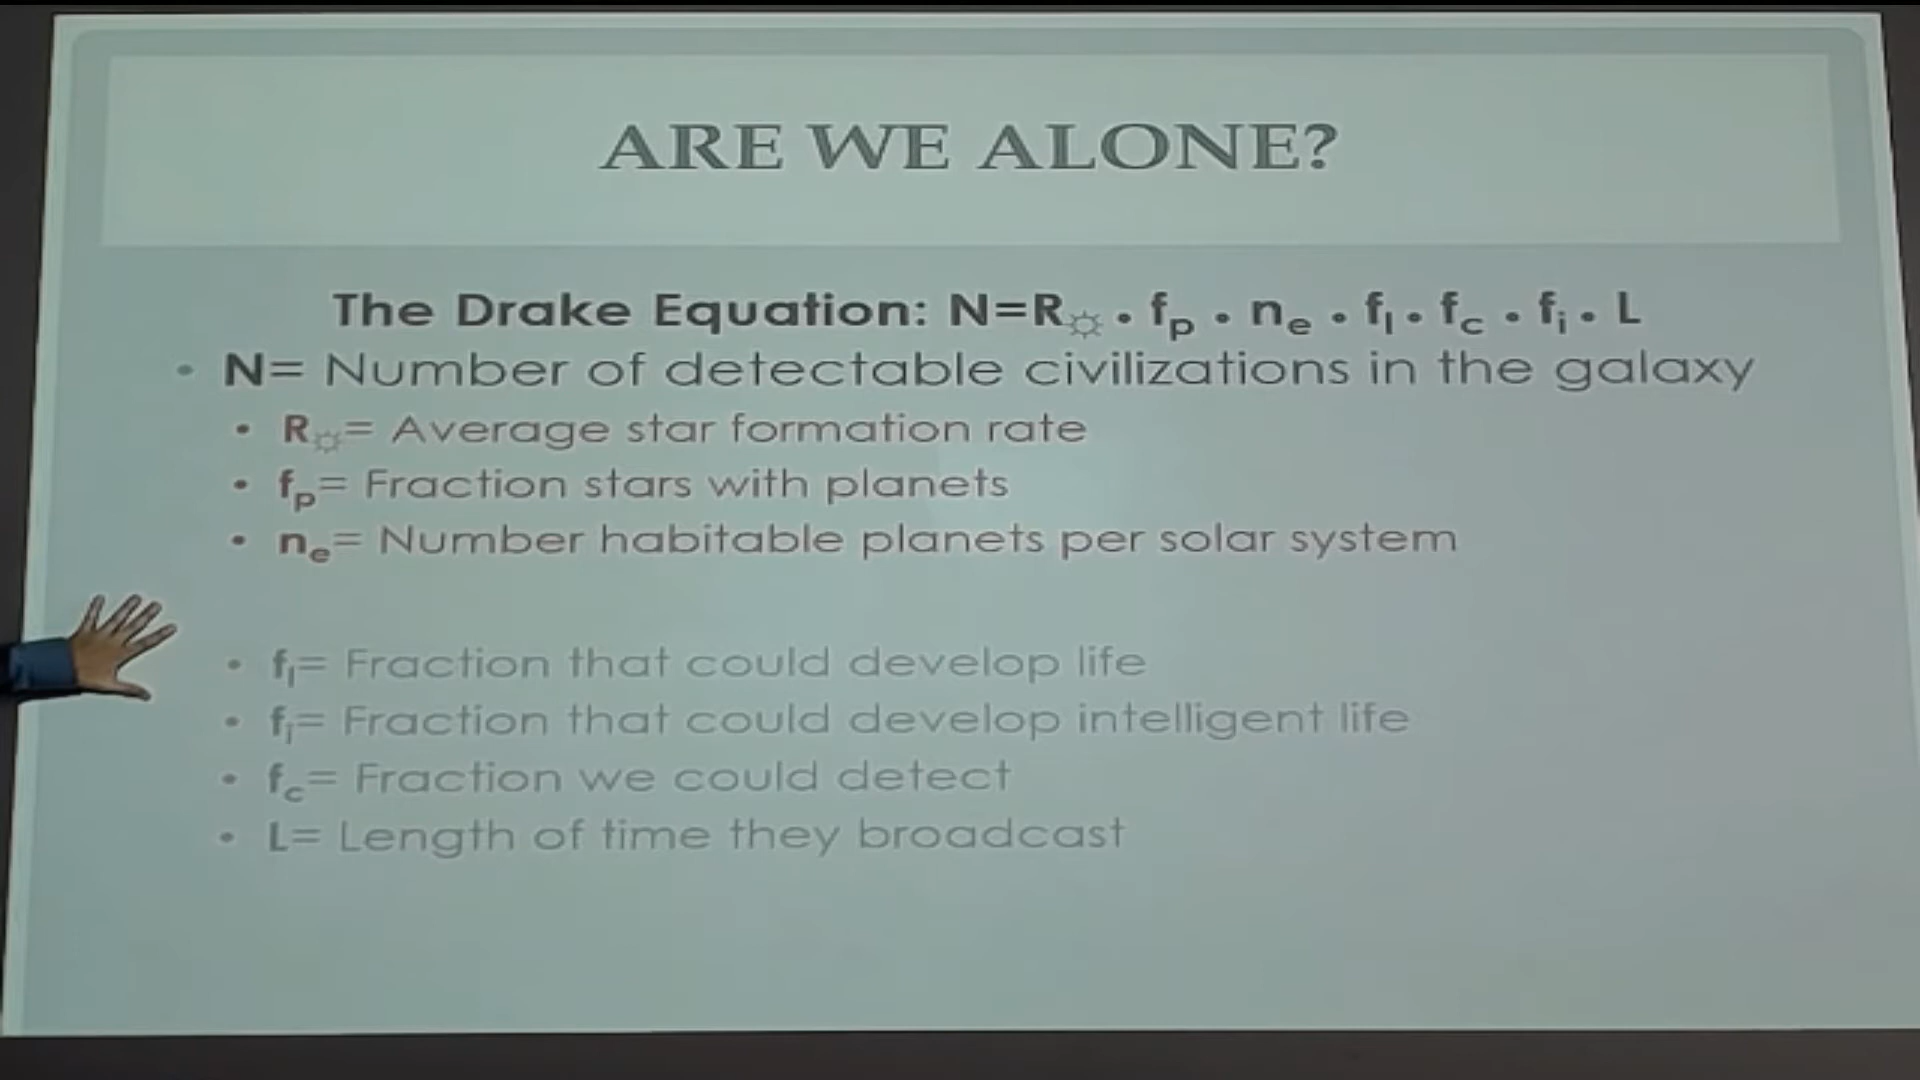 ARE WE ALONE?
The Drake Equation: N=R☼ • fp • ne • fl • fc • fi • L
• N= Number of detectable civilizations in the galaxy
• R☼= Average star formation rate
• fp= Fraction stars with planets
• ne= Number habitable planets per solar system
• fl= Fraction that could develop life
• fi= Fraction that could develop intelligent life
• fc= Fraction we could detect
• L= Length of time they broadcast